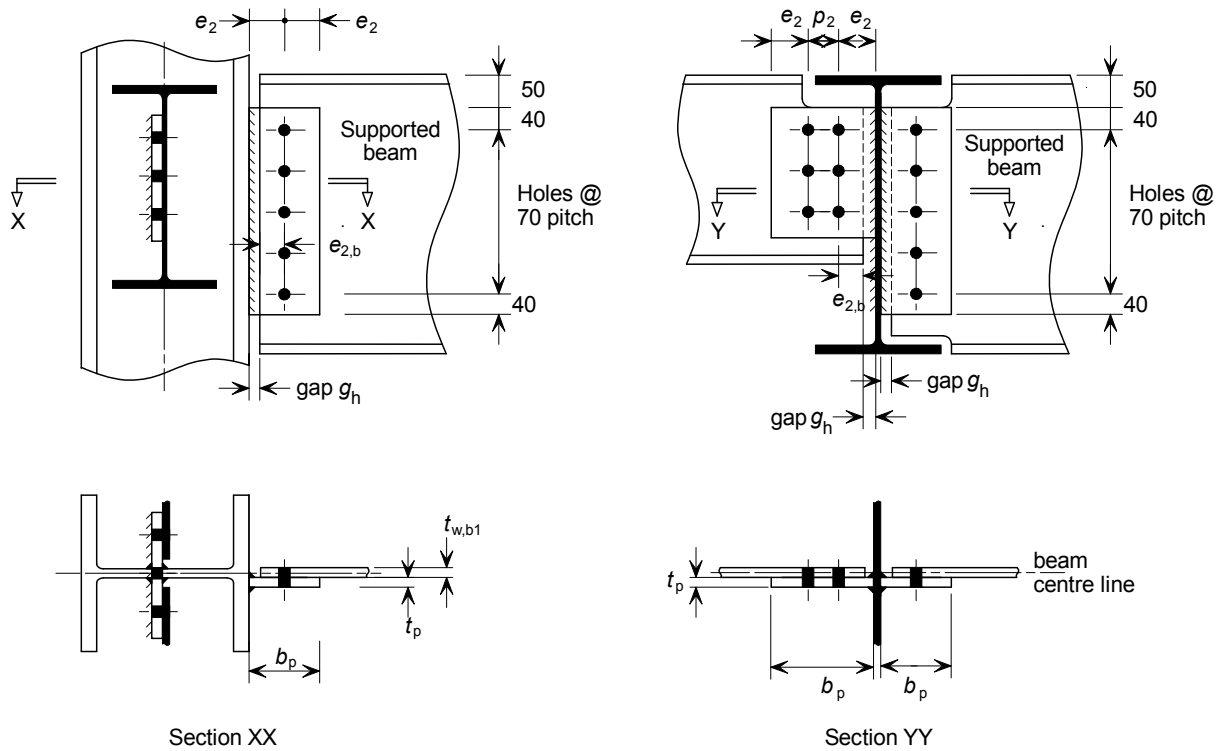 e2
e2
50
40
Supported
beam
Holes @
70 pitch
X
X
e2,b
40
gap gh
e2
p2
e2
50
40
Supported
beam
Holes @
70 pitch
Y
Y
e2,b
40
gap gh
gap gh
tw,b1
tp
bp
Section XX
tp
beam
centre line
bp
bp
Section YY